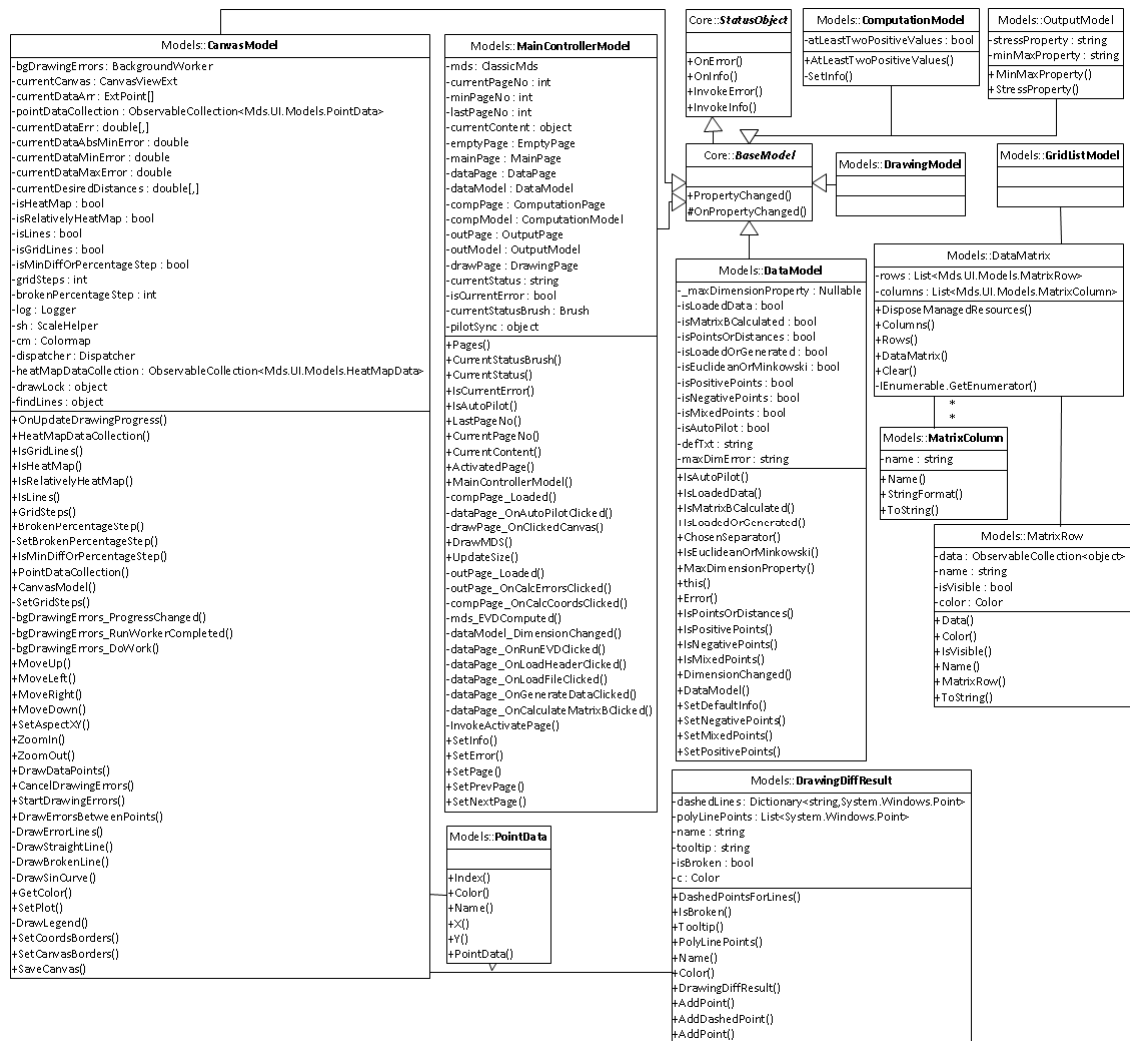 Models::CanvasModel
-bgDrawingErrors : BackgroundWorker
-currentCanvas : CanvasViewExt
-currentDataArr : ExtPoint[]
-pointDataCollection : ObservableCollection<Mds.UI.Models.PointData>
-currentDataErr : double[,]
-currentDataAbsMinError : double
-currentDataMinError : double
-currentDataMaxError : double
-currentDesiredDistances : double[,]
-isHeatMap : bool
-isRelativelyHeatMap : bool
-isLines : bool
-isGridLines : bool
-isMinDiffOrPercentageStep : bool
-gridSteps : int
-brokenPercentageStep : int
-log : Logger
-sh : ScaleHelper
-cm : Colormap
-dispatcher : Dispatcher
-heatMapDataCollection : ObservableCollection<Mds.UI.Models.HeatMapData>
-drawLock : object
-findLines : object
+OnUpdateDrawingProgress()
+HeatMapDataCollection()
+IsGridLines()
+IsHeatMap()
+IsRelativelyHeatMap()
+IsLines()
+GridSteps()
+BrokenPercentageStep()
-SetBrokenPercentageStep()
+IsMinDiffOrPercentageStep()
+PointDataCollection()
+CanvasModel()
-SetGridSteps()
-bgDrawingErrors_ProgressChanged()
-bgDrawingErrors_RunWorkerCompleted()
-bgDrawingErrors_DoWork()
+MoveUp()
+MoveLeft()
+MoveRight()
+MoveDown()
+SetAspectXY()
+ZoomIn()
+ZoomOut()
+DrawDataPoints()
+CancelDrawingErrors()
+StartDrawingErrors()
+DrawErrorsBetweenPoints()
-DrawErrorLines()
-DrawStraightLine()
-DrawBrokenLine()
-DrawSinCurve()
+GetColor()
+SetPlot()
-DrawLegend()
+SetCoordsBorders()
+SetCanvasBorders()
+SaveCanvas()
Models::MainControllerModel
-mds : ClassicMds
-currentPageNo : int
-minPageNo : int
-lastPageNo : int
-currentContent : object
-emptyPage : EmptyPage
-mainPage : MainPage
-dataPage : DataPage
-dataModel : DataModel
-compPage : ComputationPage
-compModel : ComputationModel
-outPage : OutputPage
-outModel : OutputModel
-drawPage : DrawingPage
-currentStatus : string
-isCurrentError : bool
-currentStatusBrush : Brush
-pilotSync : object
+Pages()
+CurrentStatusBrush()
+CurrentStatus()
+IsCurrentError()
+IsAutoPilot()
+LastPageNo()
+CurrentPageNo()
+CurrentContent()
+ActivatedPage()
+MainControllerModel()
-compPage_Loaded()
-dataPage_OnAutoPilotClicked()
-drawPage_OnClickedCanvas()
+DrawMDS()
+UpdateSize()
-outPage_Loaded()
-outPage_OnCalcErrorsClicked()
-compPage_OnCalcCoordsClicked()
-mds_EVDComputed()
-dataModel_DimensionChanged()
-dataPage_OnRunEVDClicked()
-dataPage_OnLoadHeaderClicked()
-dataPage_OnLoadFileClicked()
-dataPage_OnGenerateDataClicked()
-dataPage_OnCalculateMatrixBClicked()
-InvokeActivatePage()
+SetInfo()
+SetError()
+SetPage()
+SetPrevPage()
+SetNextPage()
Models::PointData
+Index()
+Color()
+Name()
+X()
+Y()
+PointData()
Core::StatusObject
+OnError()
+OnInfo()
+InvokeError()
+InvokeInfo()
Models::ComputationModel
-atLeastTwoPositiveValues : bool
+AtLeastTwoPositiveValues()
-SetInfo()
Models::OutputModel
-stressProperty : string
-minMaxProperty : string
+MinMaxProperty()
+StressProperty()
Core::BaseModel
+PropertyChanged()
#OnPropertyChanged()
Models::DrawingModel
Models::GridListModel
Models::DataModel
-_maxDimensionProperty : Nullable
-isLoadedData : bool
-isMatrixBCalculated : bool
-isPointsOrDistances : bool
-isLoadedOrGenerated : bool
-isEuclideanOrMinkowski : bool
-isPositivePoints : bool
-isNegativePoints : bool
-isMixedPoints : bool
-isAutoPilot : bool
-defTxt : string
-maxDimError : string
+IsAutoPilot()
+IsLoadedData()
+IsMatrixBCalculated()
+IsLoadedOrGenerated()
+ChosenSeparator()
+IsEuclideanOrMinkowski()
+MaxDimensionProperty()
+this()
+Error()
+IsPointsOrDistances()
+IsPositivePoints()
+IsNegativePoints()
+IsMixedPoints()
+DimensionChanged()
+DataModel()
+SetDefaultInfo()
+SetNegativePoints()
+SetMixedPoints()
+SetPositivePoints()
Models::DataMatrix
-rows : List<Mds.UI.Models.MatrixRow>
-columns : List<Mds.UI.Models.MatrixColumn>
+DisposeManagedResources()
+Columns()
+Rows()
+DataMatrix()
+Clear()
-IEnumerable.GetEnumerator()
*
*
Models::MatrixColumn
-name : string
+Name()
+StringFormat()
+ToString()
Models::MatrixRow
-data : ObservableCollection<object>
-name : string
-isVisible : bool
-color : Color
+Data()
+Color()
+IsVisible()
+Name()
+MatrixRow()
+ToString()
Models::DrawingDiffResult
-dashedLines : Dictionary<string,System.Windows.Point>
-polyLinePoints : List<System.Windows.Point>
-name : string
-tooltip : string
-isBroken : bool
-c : Color
+DashedPointsForLines()
+IsBroken()
+Tooltip()
+PolyLinePoints()
+Name()
+Color()
+DrawingDiffResult()
+AddPoint()
+AddDashedPoint()
+AddPoint()